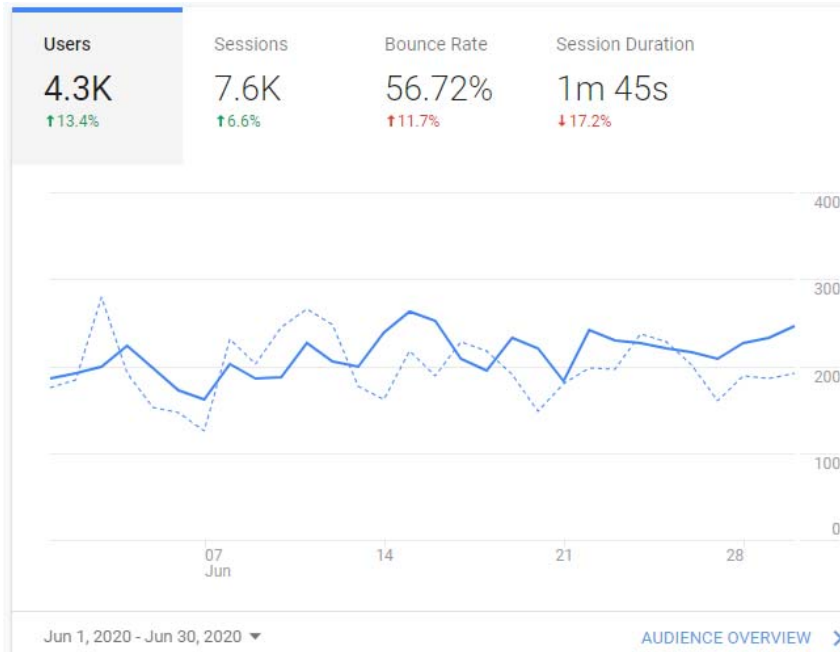 Users Sessions Bounce Rate Session Duration
4.3K 7.6K 56.72% 1m 45s
↑13.4% ↑6.6% ↑11.7% ↓17.2%
400
300
200
100
0
07 14 21 28
Jun
Jun 1, 2020 - Jun 30, 2020 AUDIENCE OVERVIEW